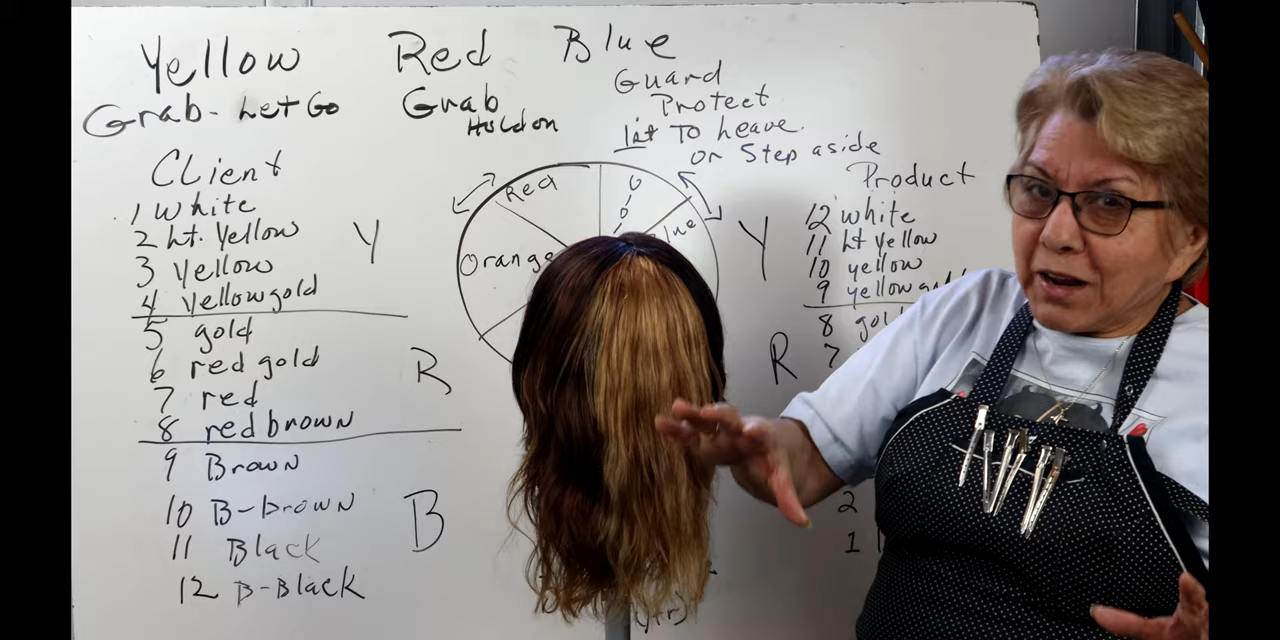 Yellow Red Blue
Grab - Let Go
Grab
Hold on
Guard
Protect
1st To leave
or Step aside
Client
1 white
2 Lt. Yellow
3 yellow
4 yellowgold
Y
5 gold
6 red gold
7 red
8 redbrown
R
9 Brown
10 B-brown
11 Black
12 B-Black
B
Red
Orange
Product
12 white
11 Lt yellow
10 yellow
9 yellow
Y
8
7
R
2
1